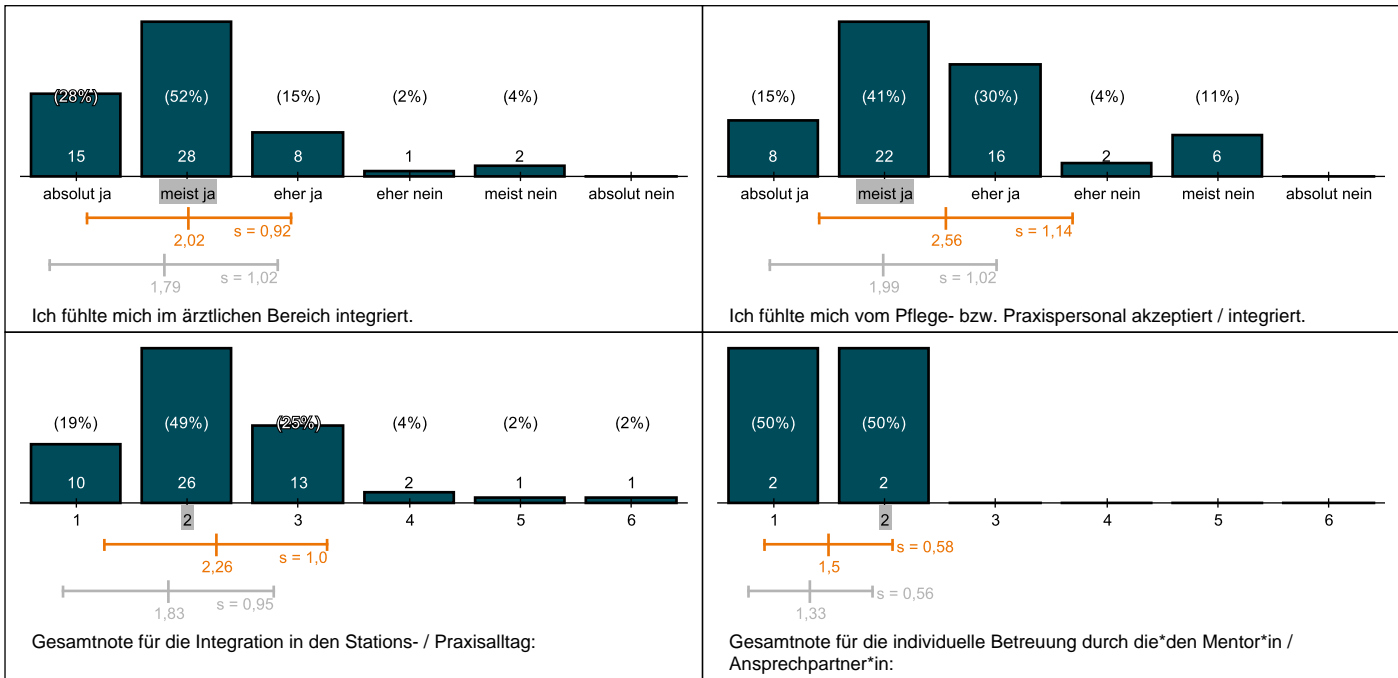 (28%) (52%) (15%) (2%) (4%)
15 28 8 1 2
absolut ja meist ja eher ja eher nein meist nein absolut nein
s = 0,92
2,02
s = 1,02
1,79
Ich fühlte mich im ärztlichen Bereich integriert.
(15%) (41%) (30%) (4%) (11%)
8 22 16 2 6
absolut ja meist ja eher ja eher nein meist nein absolut nein
s = 1,14
2,56
s = 1,02
1,99
Ich fühlte mich vom Pflege- bzw. Praxispersonal akzeptiert / integriert.
(19%) (49%) (25%) (4%) (2%) (2%)
10 26 13 2 1 1
1 2 3 4 5 6
s = 1,0
2,26
s = 0,95
1,83
Gesamtnote für die Integration in den Stations- / Praxisalltag:
(50%) (50%)
2 2
1 2 3 4 5 6
s = 0,58
1,5
s = 0,56
1,33
Gesamtnote für die individuelle Betreuung durch die*den Mentor*in /
Ansprechpartner*in: